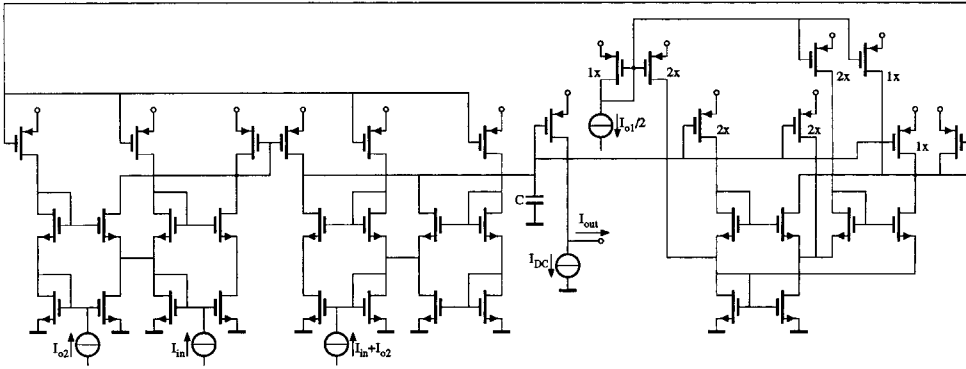 1x
2x
2x
1x
I_o1/2
2x
2x
1x
C
I_out
I_DC
I_o2
I_in
I_in+I_o2